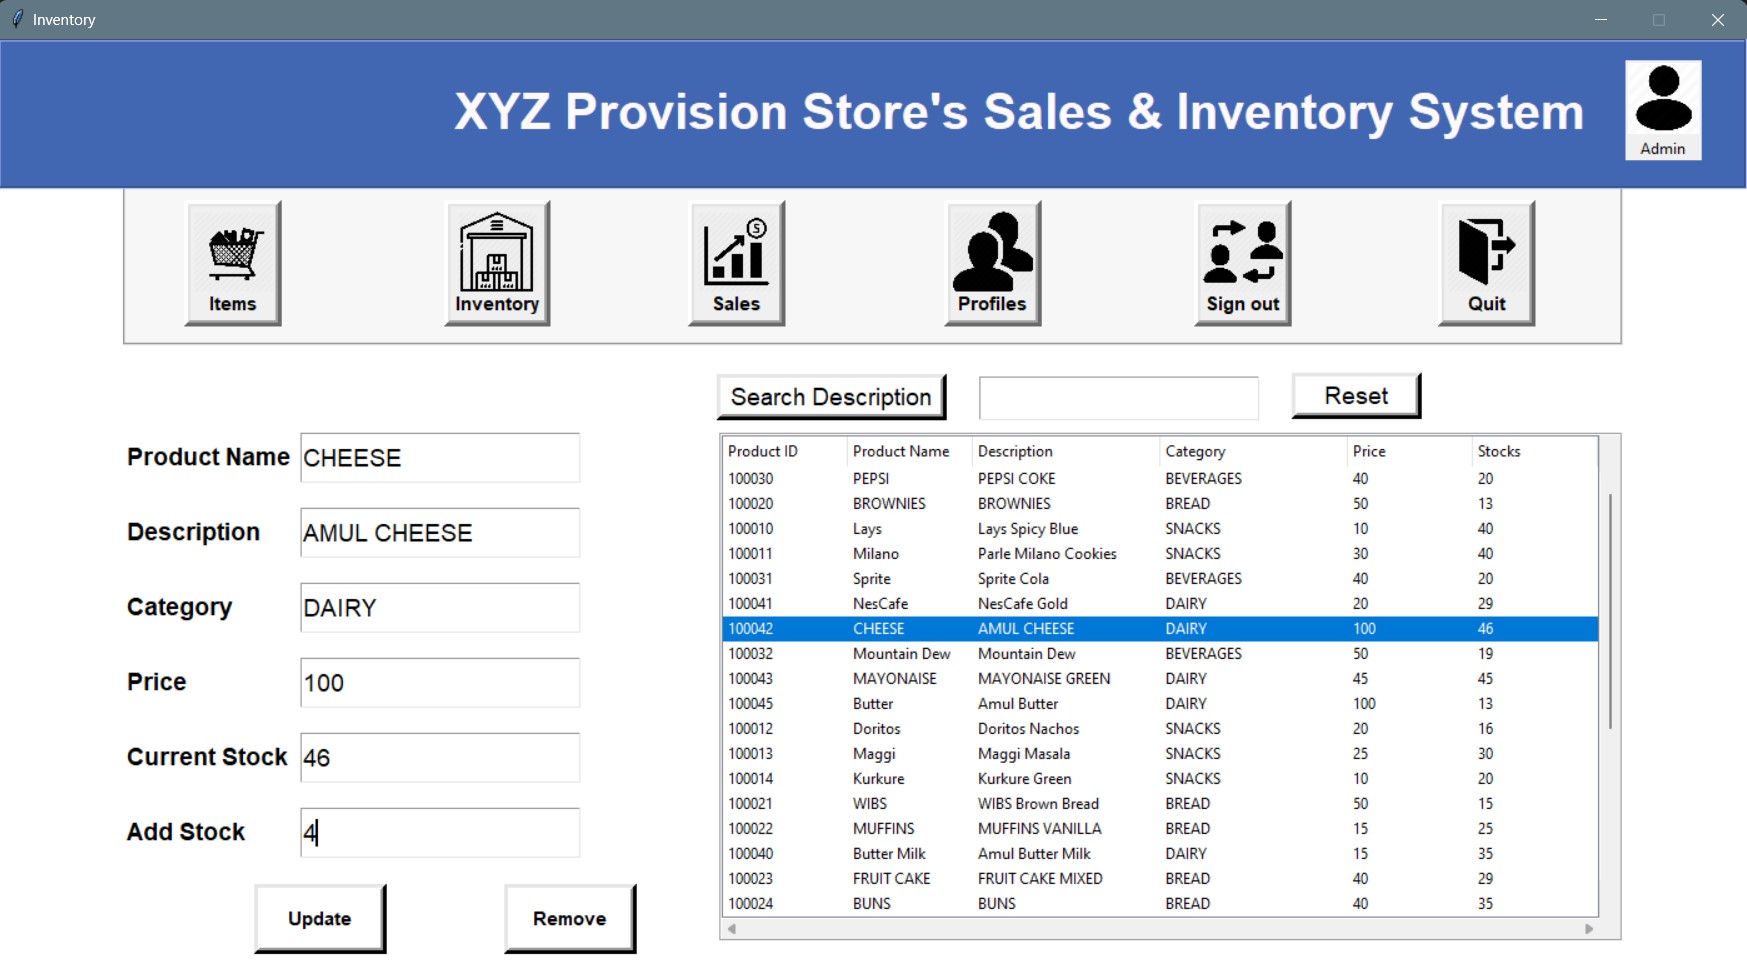 Inventory
XYZ Provision Store's Sales & Inventory System
Admin
Items Inventory Sales Profiles Sign out Quit
Search Description Reset
Product Name CHEESE
Description AMUL CHEESE
Category DAIRY
Price 100
Current Stock 46
Add Stock 4
Update Remove
Product ID Product Name Description Category Price Stocks
100030 PEPSI PEPSI COKE BEVERAGES 40 20
100020 BROWNIES BROWNIES BREAD 50 13
100010 Lays Lays Spicy Blue SNACKS 10 40
100011 Milano Parle Milano Cookies SNACKS 30 40
100031 Sprite Sprite Cola BEVERAGES 40 20
100041 NesCafe NesCafe Gold DAIRY 20 29
100042 CHEESE AMUL CHEESE DAIRY 100 46
100032 Mountain Dew Mountain Dew BEVERAGES 50 19
100043 MAYONAISE MAYONAISE GREEN DAIRY 45 45
100045 Butter Amul Butter DAIRY 100 13
100012 Doritos Doritos Nachos SNACKS 20 16
100013 Maggi Maggi Masala SNACKS 25 30
100014 Kurkure Kurkure Green SNACKS 10 20
100021 WIBS WIBS Brown Bread BREAD 50 15
100022 MUFFINS MUFFINS VANILLA BREAD 15 25
100040 Butter Milk Amul Butter Milk DAIRY 15 35
100023 FRUIT CAKE FRUIT CAKE MIXED BREAD 40 29
100024 BUNS BUNS BREAD 40 35